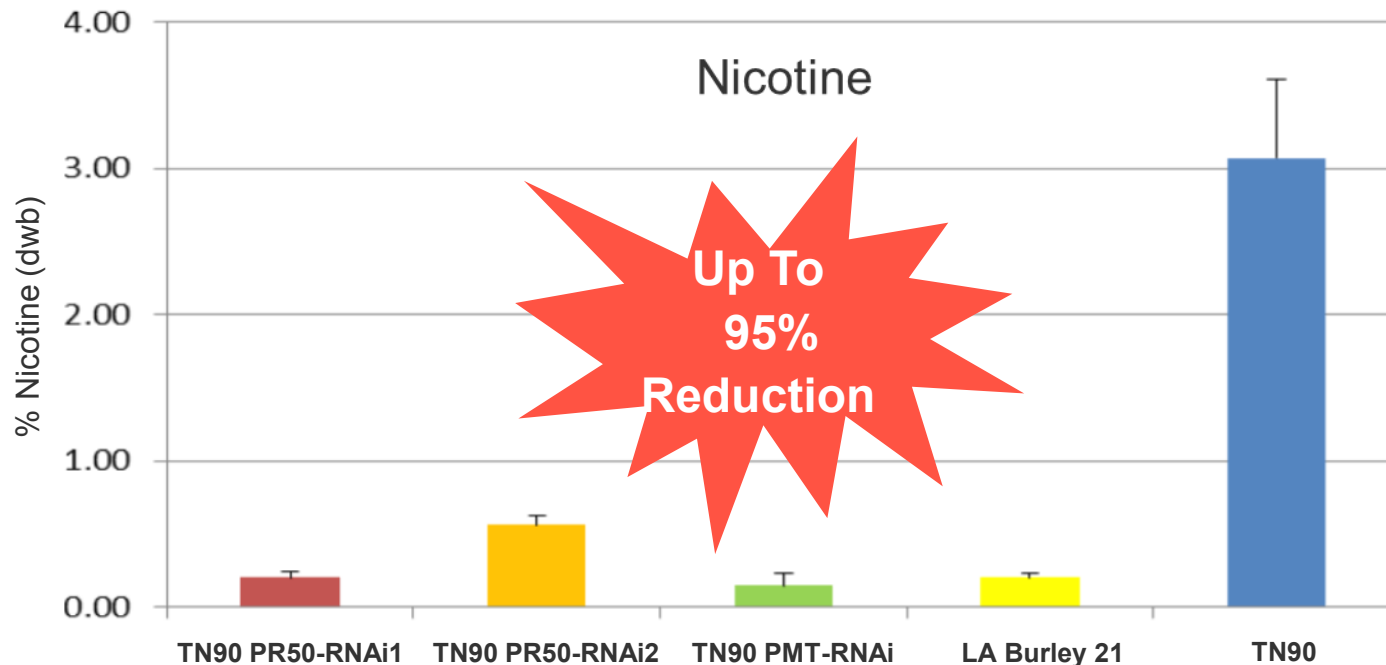 4.00
Nicotine
3.00
Up To
95%
Reduction
2.00
1.00
0.00
% Nicotine (dwb)
TN90 PR50-RNAi1 TN90 PR50-RNAi2 TN90 PMT-RNAi LA Burley 21 TN90